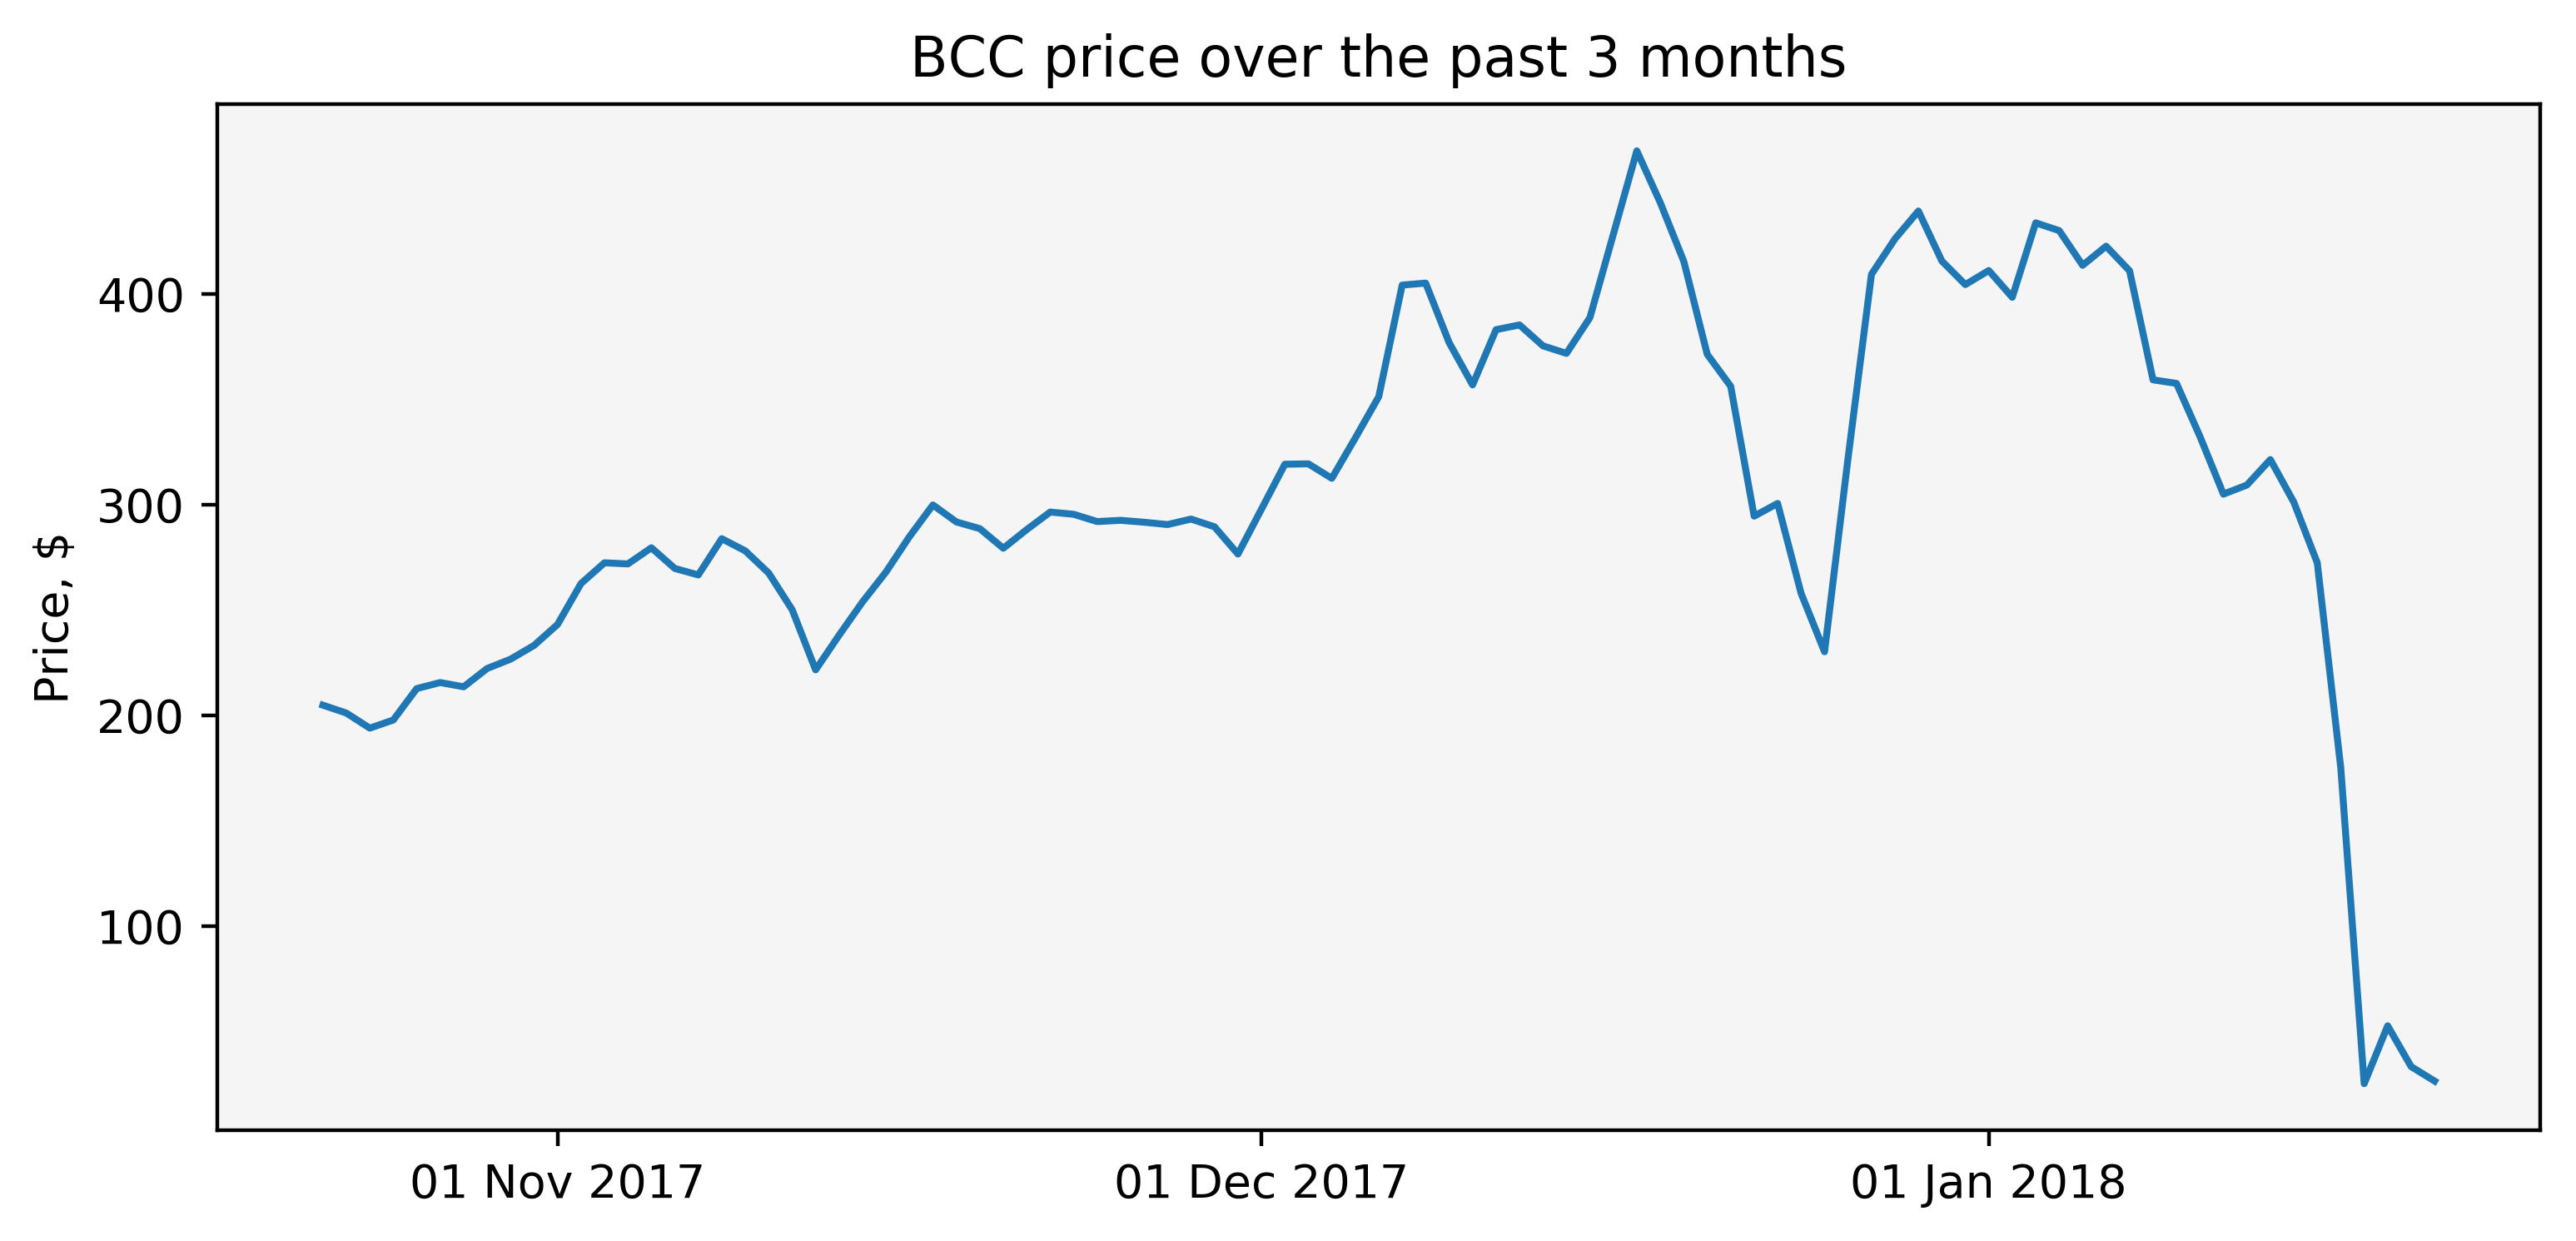 BCC price over the past 3 months
Price, $
400
300
200
100
01 Nov 2017
01 Dec 2017
01 Jan 2018